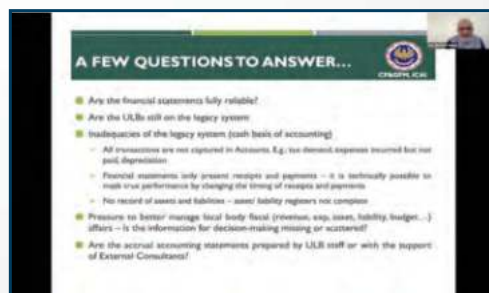 A FEW QUESTIONS TO ANSWER...
CP&GFM, ICAI
Are the financial statements fully reliable?
Are the ULBs still on the legacy system
Inadequacies of the legacy system (cash basis of accounting)
All transactions are not captured in Accounts. E.g.: tax demand, expenses incurred but not
paid, depreciation
Financial statements only present receipts and payments – it is technically possible to
mask true performance by changing the timing of receipts and payments
No record of assets and liabilities – asset/ liability registers not complete
Pressure to better manage local body fiscal (revenue, exp, asset, liability, budget…)
affairs – Is the information for decision-making missing or scattered?
Are the accrual accounting statements prepared by ULB staff or with the support
of External Consultants?